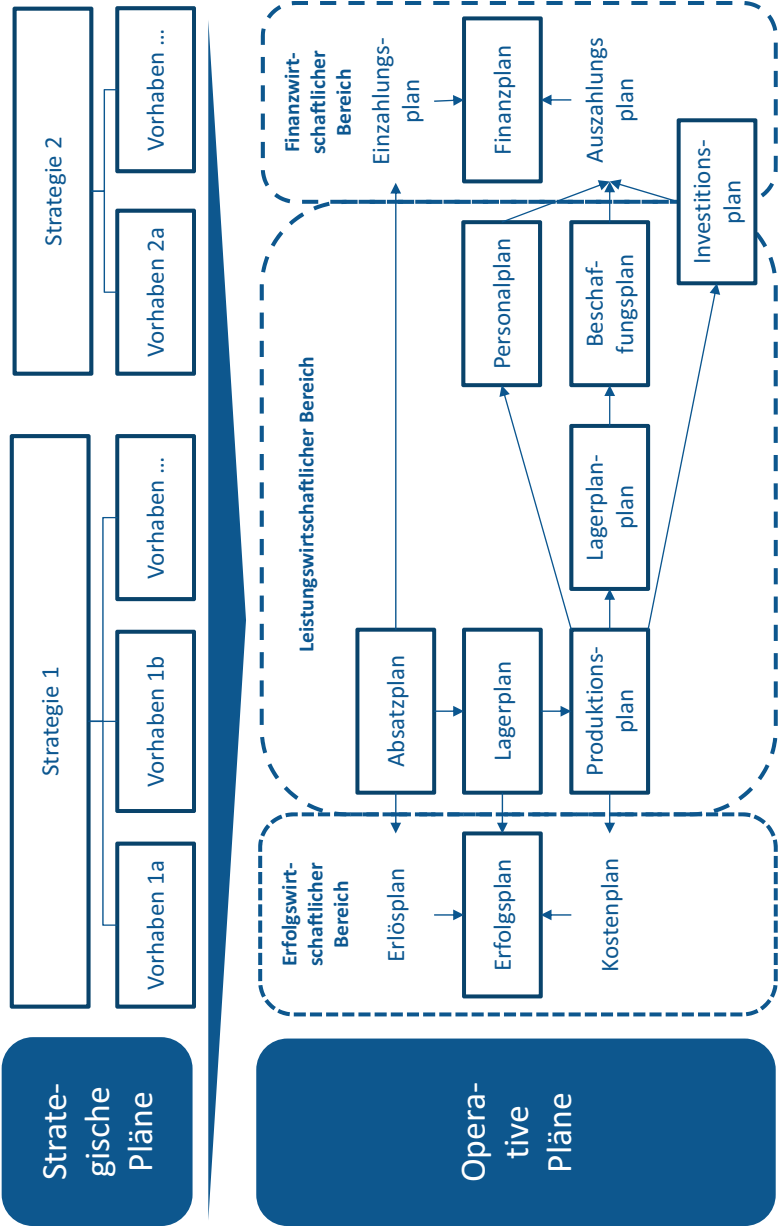 Strate-
gische
Pläne
Strategie 1
Strategie 2
Vorhaben 1a
Vorhaben 1b
Vorhaben ...
Vorhaben 2a
Vorhaben ...
Opera-
tive
Pläne
Erfolgswirt-
schaftlicher
Bereich
Erlösplan
Erfolgsplan
Kostenplan
Leistungswirtschaftlicher Bereich
Absatzplan
Lagerplan
Produktions-
plan
Lagerplan-
plan
Personalplan
Beschaf-
fungsplan
Investitions-
plan
Finanzwirt-
schaftlicher
Bereich
Einzahlungs-
plan
Finanzplan
Auszahlungs
plan